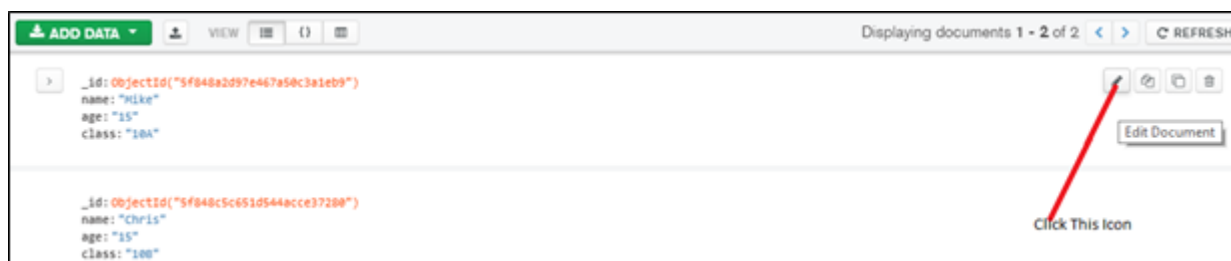 ADD DATA VIEW {} Displaying documents 1 - 2 of 2 < > REFRESH
> _id: ObjectId("5f848a2d97e467a50c3a1eb9")
name: "Mike"
age: "15"
Edit Document
class: "10A"
_id: ObjectId("5f848c5c651d544acce37280")
name: "Chris"
Click This Icon
age: "15"
class: "10B"